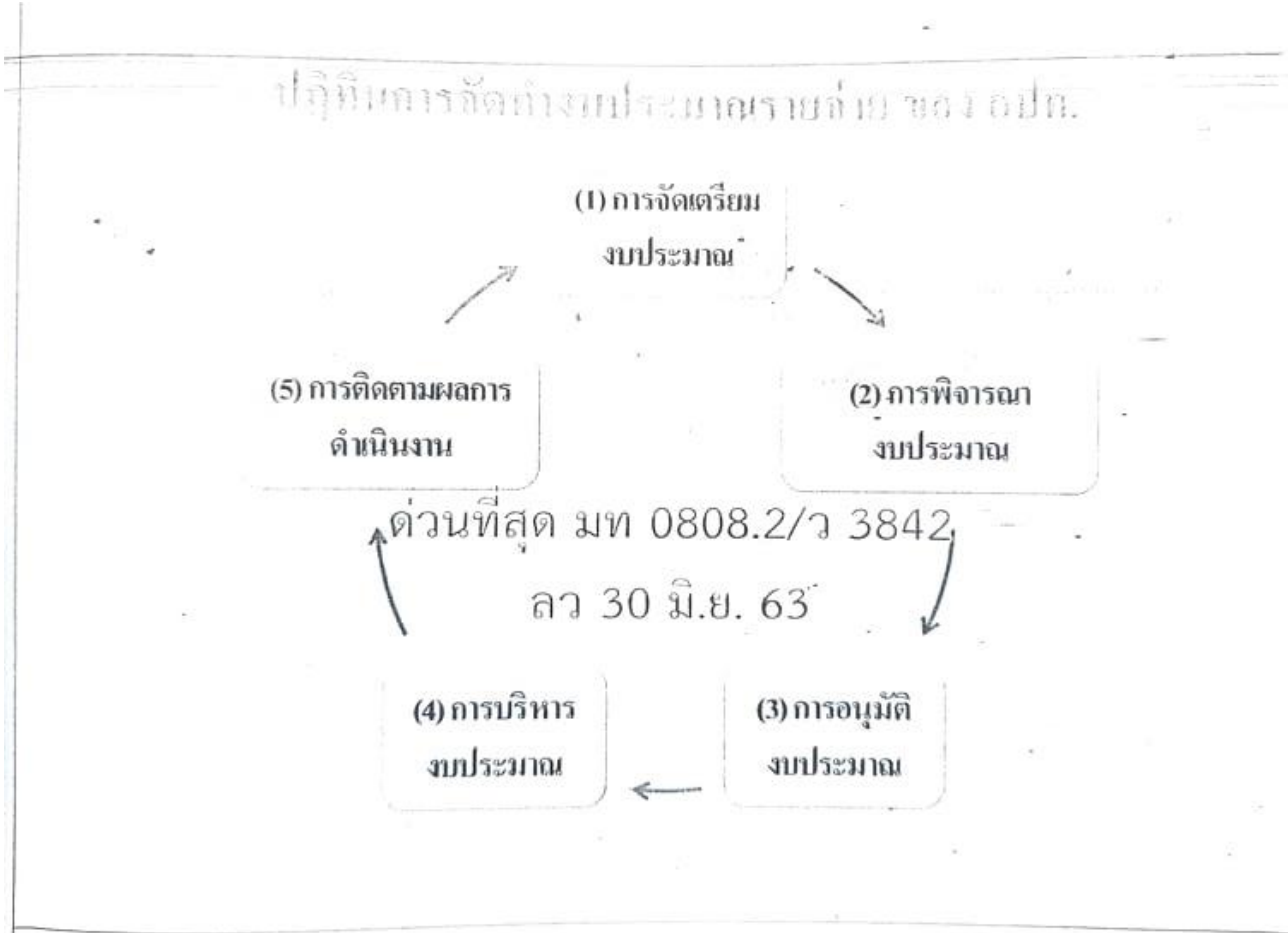 ปฏิทินการจัดทำงบประมาณรายจ่าย ของ อปท.
(1) การจัดเตรียม
งบประมาณ
(5) การติดตามผลการ
ดำเนินงาน
(2) การพิจารณา
งบประมาณ
ด่วนที่สุด มท 0808.2/ว 3842
ลว 30 มิ.ย. 63
(4) การบริหาร
งบประมาณ
(3) การอนุมัติ
งบประมาณ